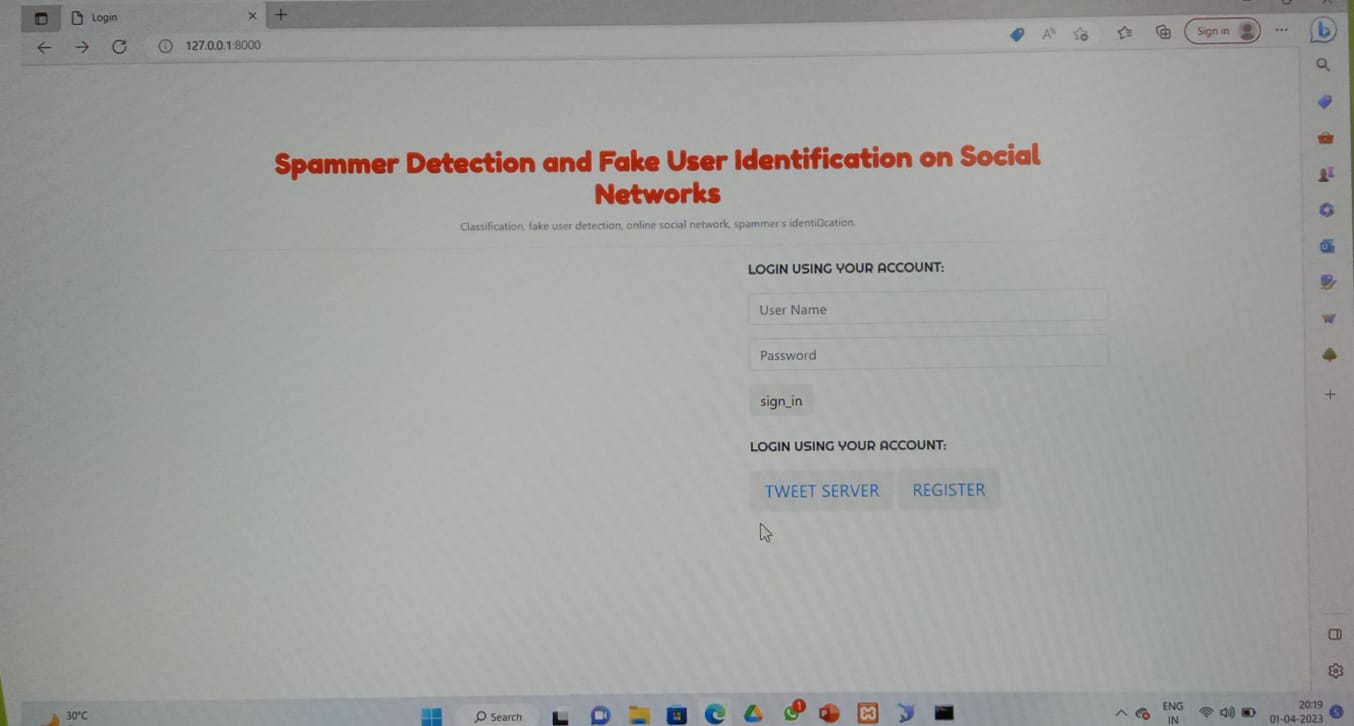 Login
127.0.0.1:8000
Sign in
Spammer Detection and Fake User Identification on Social
Networks
Classification, fake user detection, online social network, spammer's identi▯cation.
LOGIN USING YOUR ACCOUNT:
User Name
Password
sign_in
LOGIN USING YOUR ACCOUNT:
TWEET SERVER REGISTER
30°C
Search
1
ENG
IN
20:19
01-04-2023
5